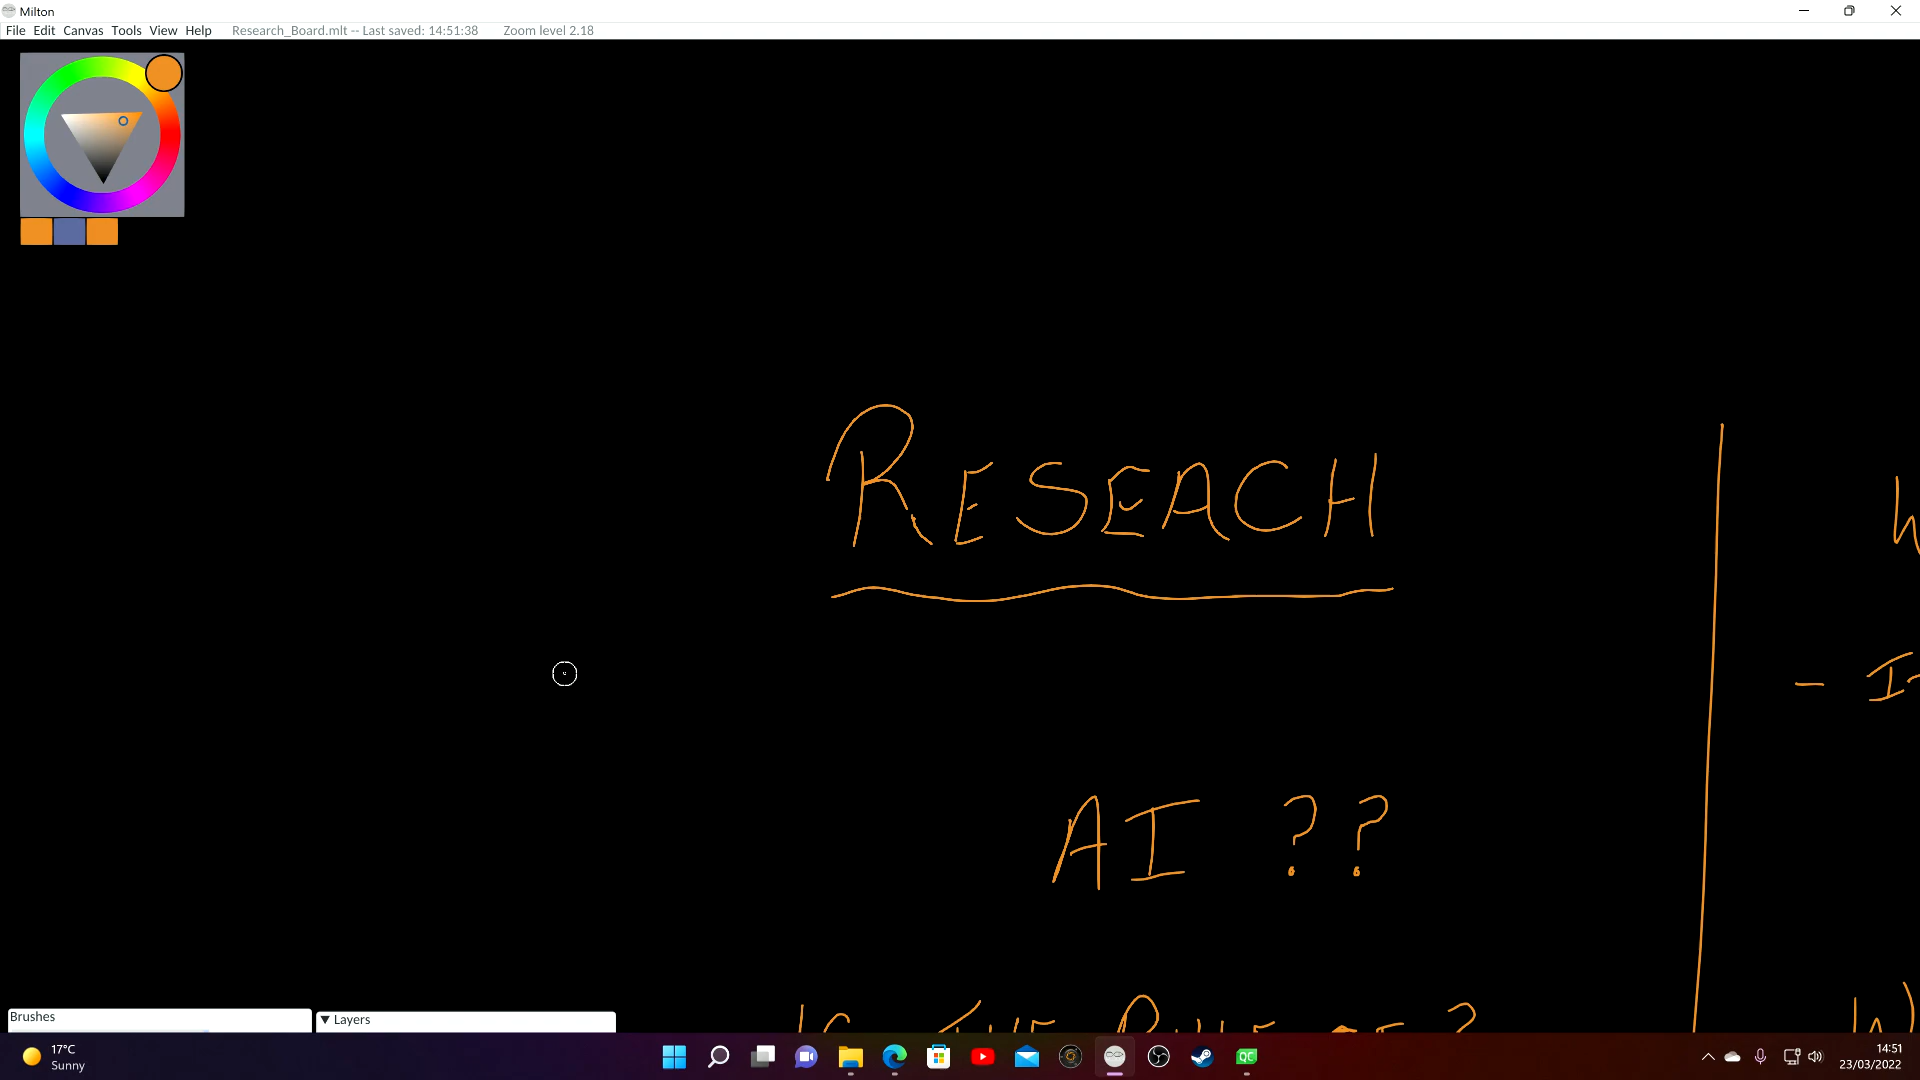 Milton
File Edit Canvas Tools View Help Research_Board.mlt -- Last saved: 14:51:38 Zoom level 2.18
RESEACH
AI ??
Brushes
Layers
17°C
Sunny
QC
14:51
23/03/2022